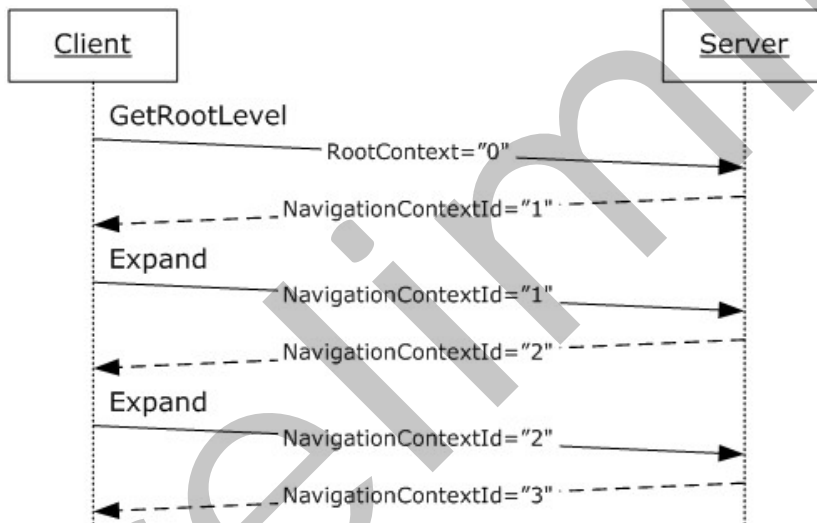 Client
Server
GetRootLevel
RootContext="0"
NavigationContextId="1"
Expand
NavigationContextId="1"
NavigationContextId="2"
Expand
NavigationContextId="2"
NavigationContextId="3"